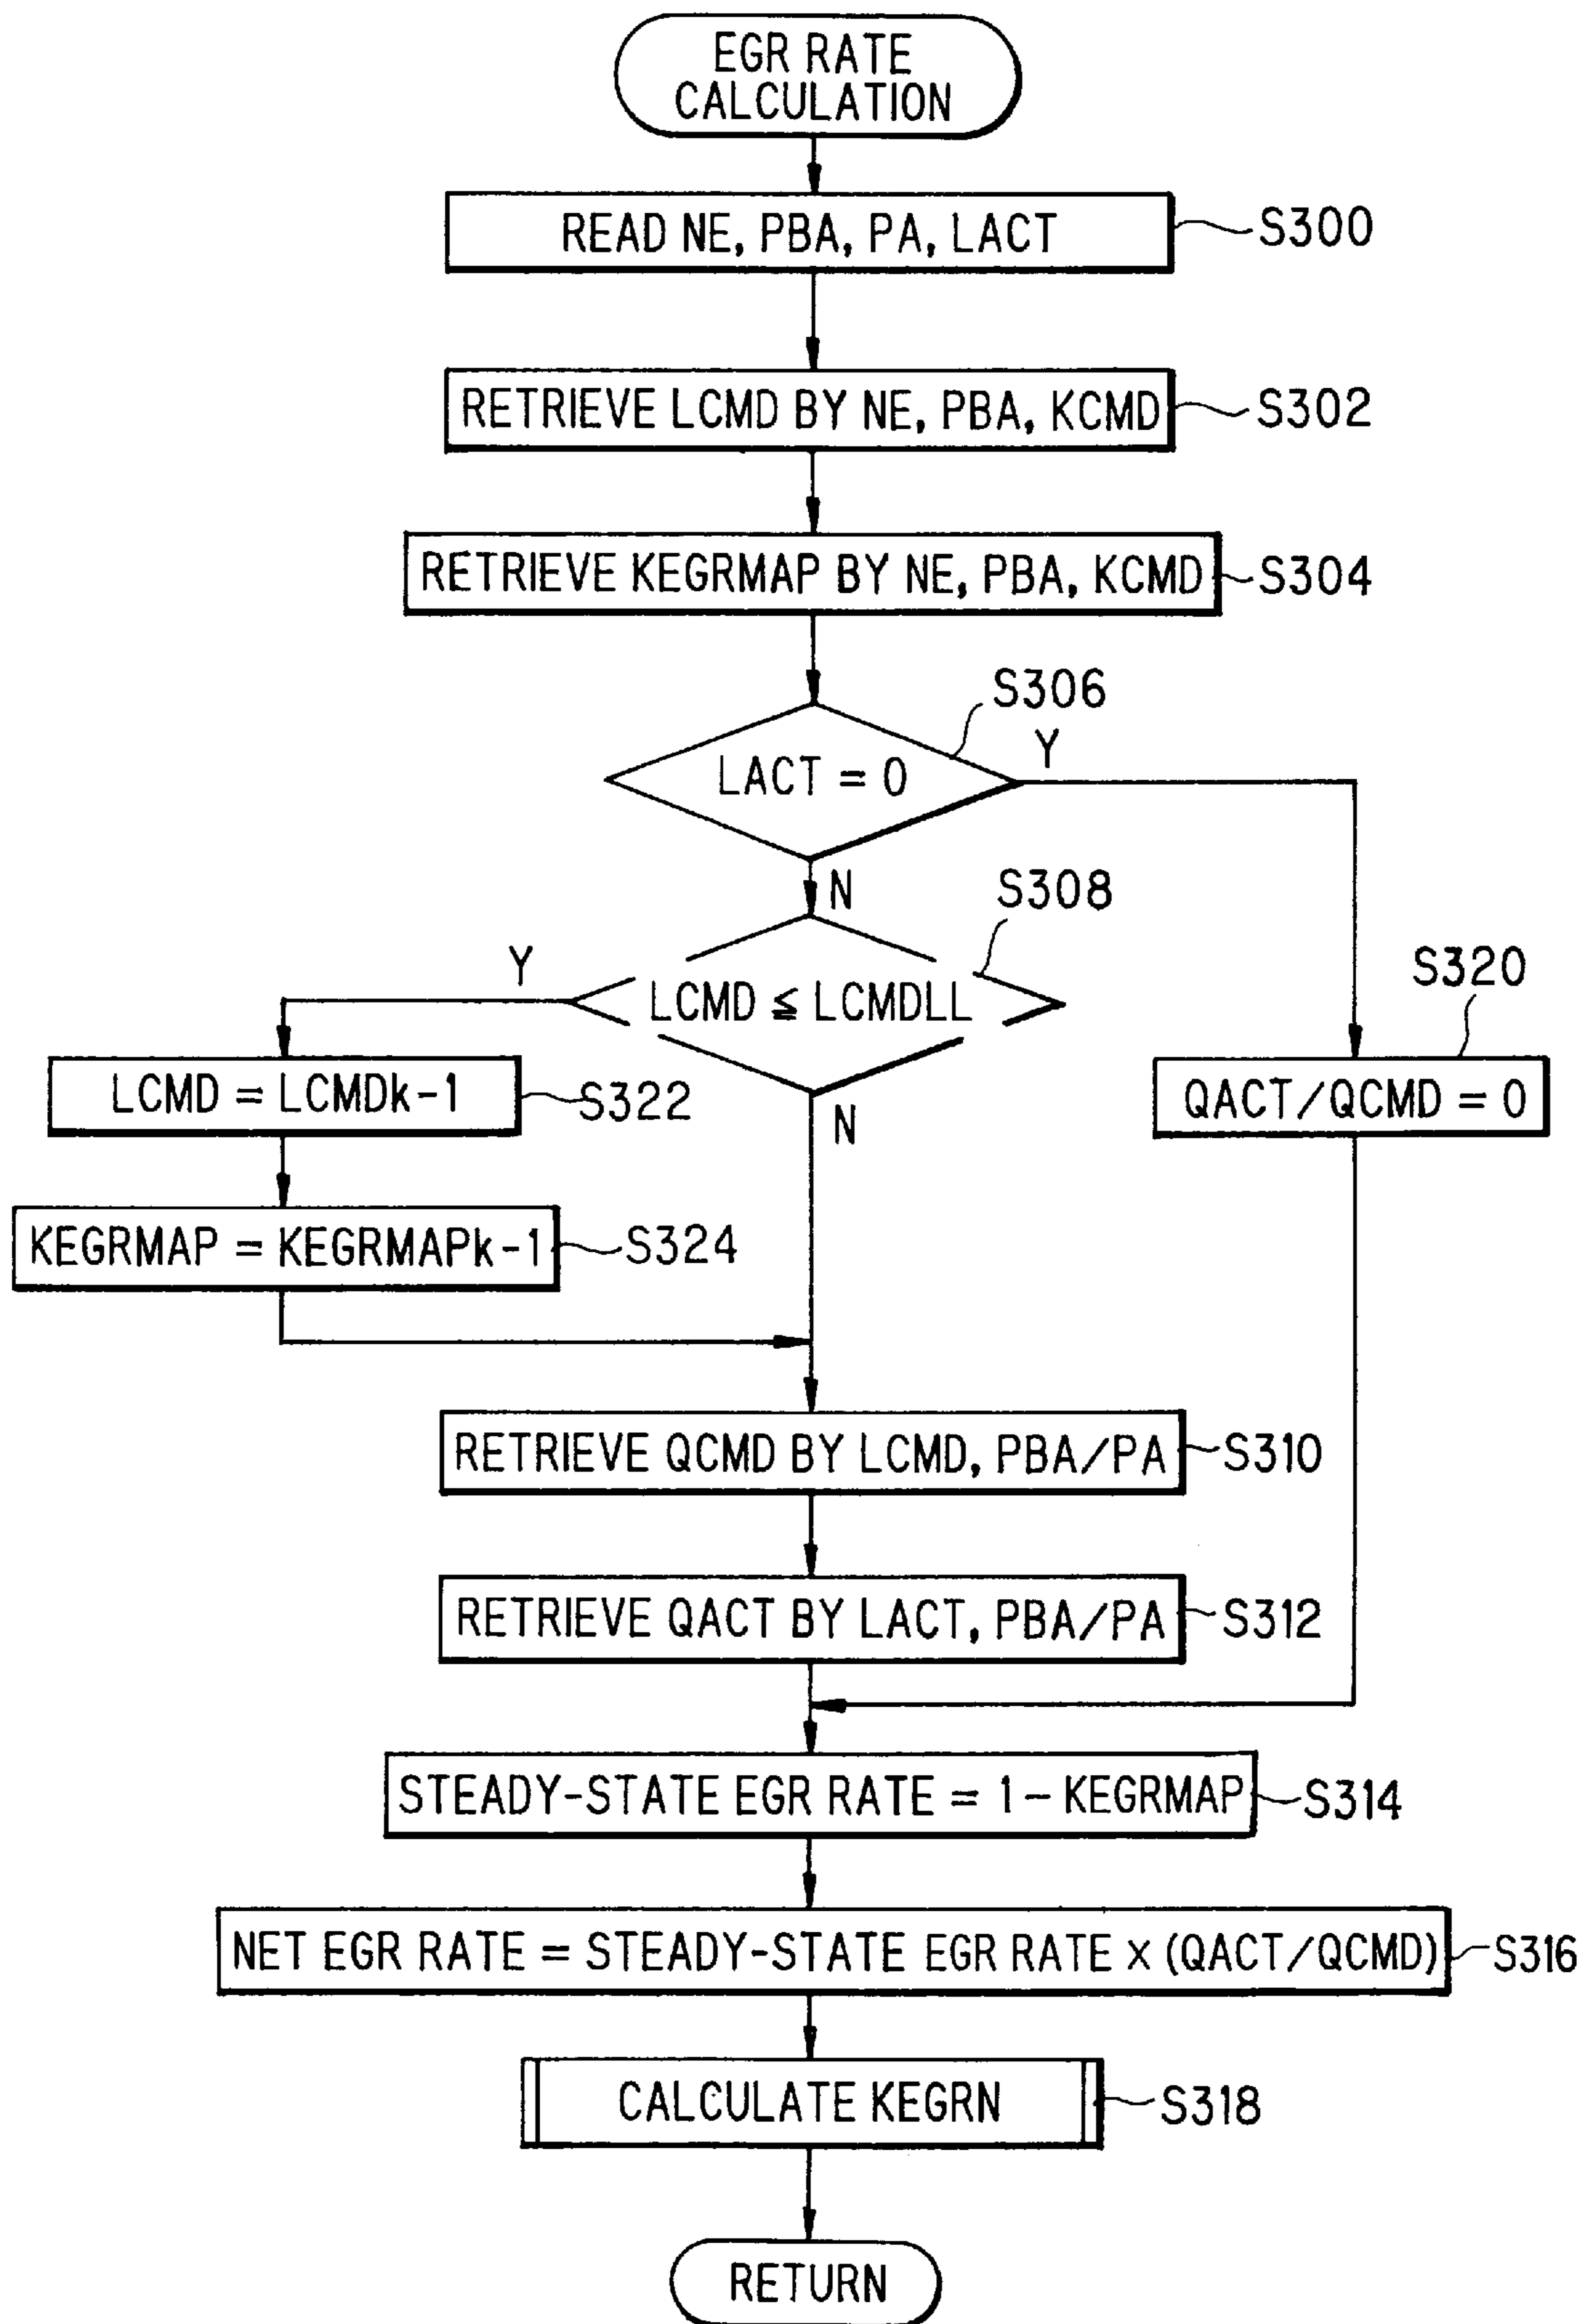 EGR RATE
CALCULATION
READ NE, PBA, PA, LACT
S300
RETRIEVE LCMD BY NE, PBA, KCMD
S302
RETRIEVE KEGRMAP BY NE, PBA, KCMD
S304
S306
LACT = 0
Y
N
S308
LCMD ≦ LCMDLL
Y
N
S320
QACT/QCMD = 0
LCMD = LCMDk-1
S322
KEGRMAP = KEGRMAPk-1
S324
RETRIEVE QCMD BY LCMD, PBA/PA
S310
RETRIEVE QACT BY LACT, PBA/PA
S312
STEADY-STATE EGR RATE = 1 - KEGRMAP
S314
NET EGR RATE = STEADY-STATE EGR RATE × (QACT/QCMD)
S316
CALCULATE KEGRN
S318
RETURN